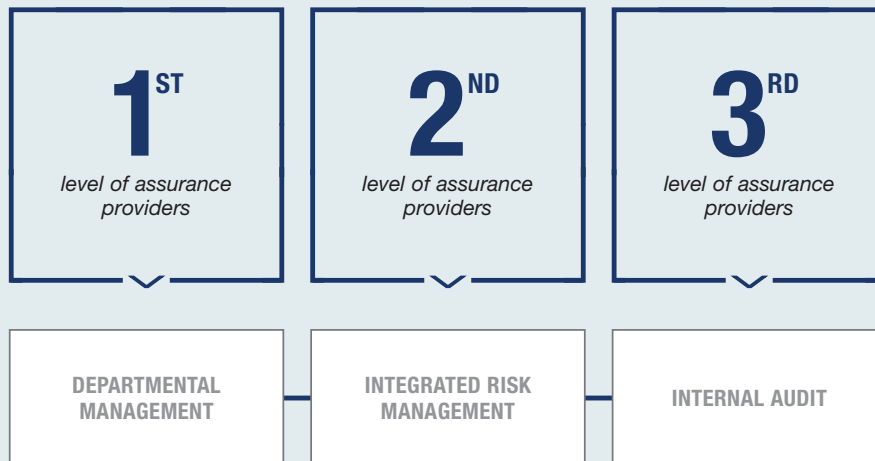 1ST
level of assurance
providers
2ND
level of assurance
providers
3RD
level of assurance
providers
DEPARTMENTAL
MANAGEMENT
INTEGRATED RISK
MANAGEMENT
INTERNAL AUDIT